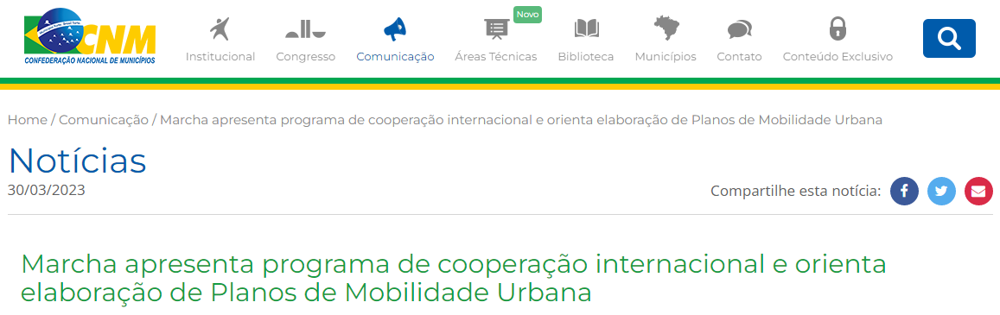 CNM
CONFEDERAÇÃO NACIONAL DE MUNICÍPIOS
Novo
Institucional
Congresso
Comunicação
Áreas Técnicas
Biblioteca
Municípios
Contato
Conteúdo Exclusivo
Home / Comunicação / Marcha apresenta programa de cooperação internacional e orienta elaboração de Planos de Mobilidade Urbana
Notícias
30/03/2023
Compartilhe esta notícia:
Marcha apresenta programa de cooperação internacional e orienta
elaboração de Planos de Mobilidade Urbana